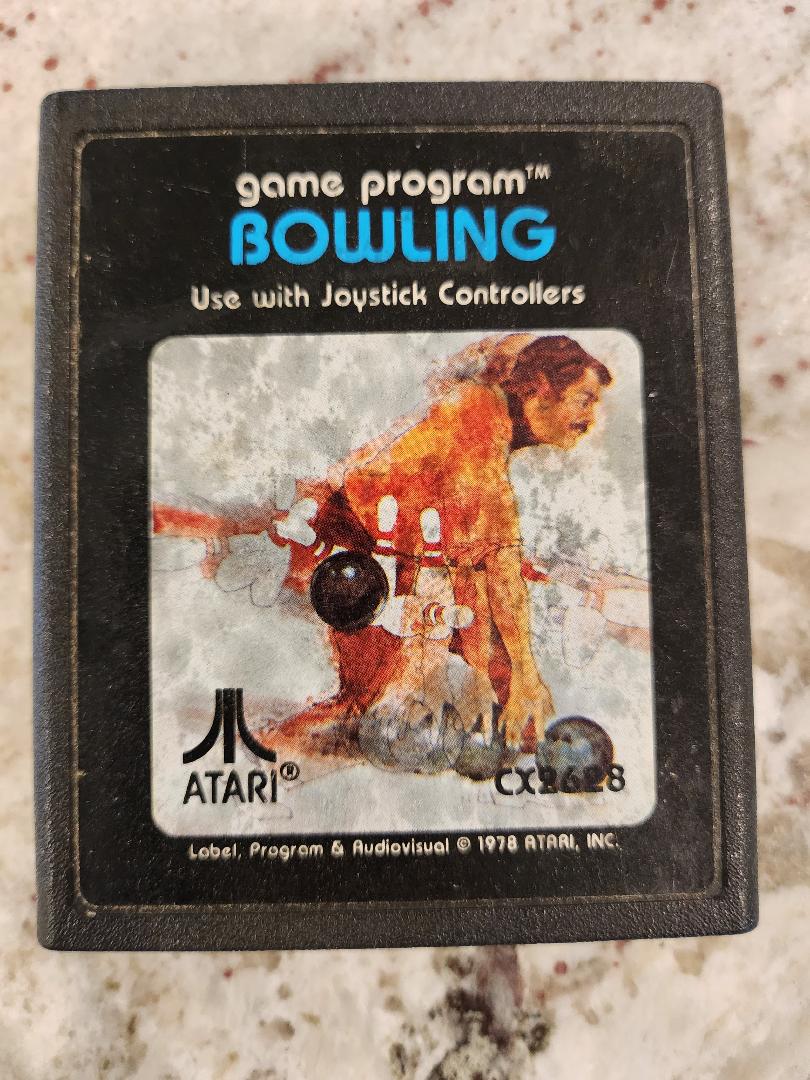 game program™
BOWLING
Use with Joystick Controllers
ATARI®
CX2628
Label, Program & Audiovisual © 1978 ATARI, INC.